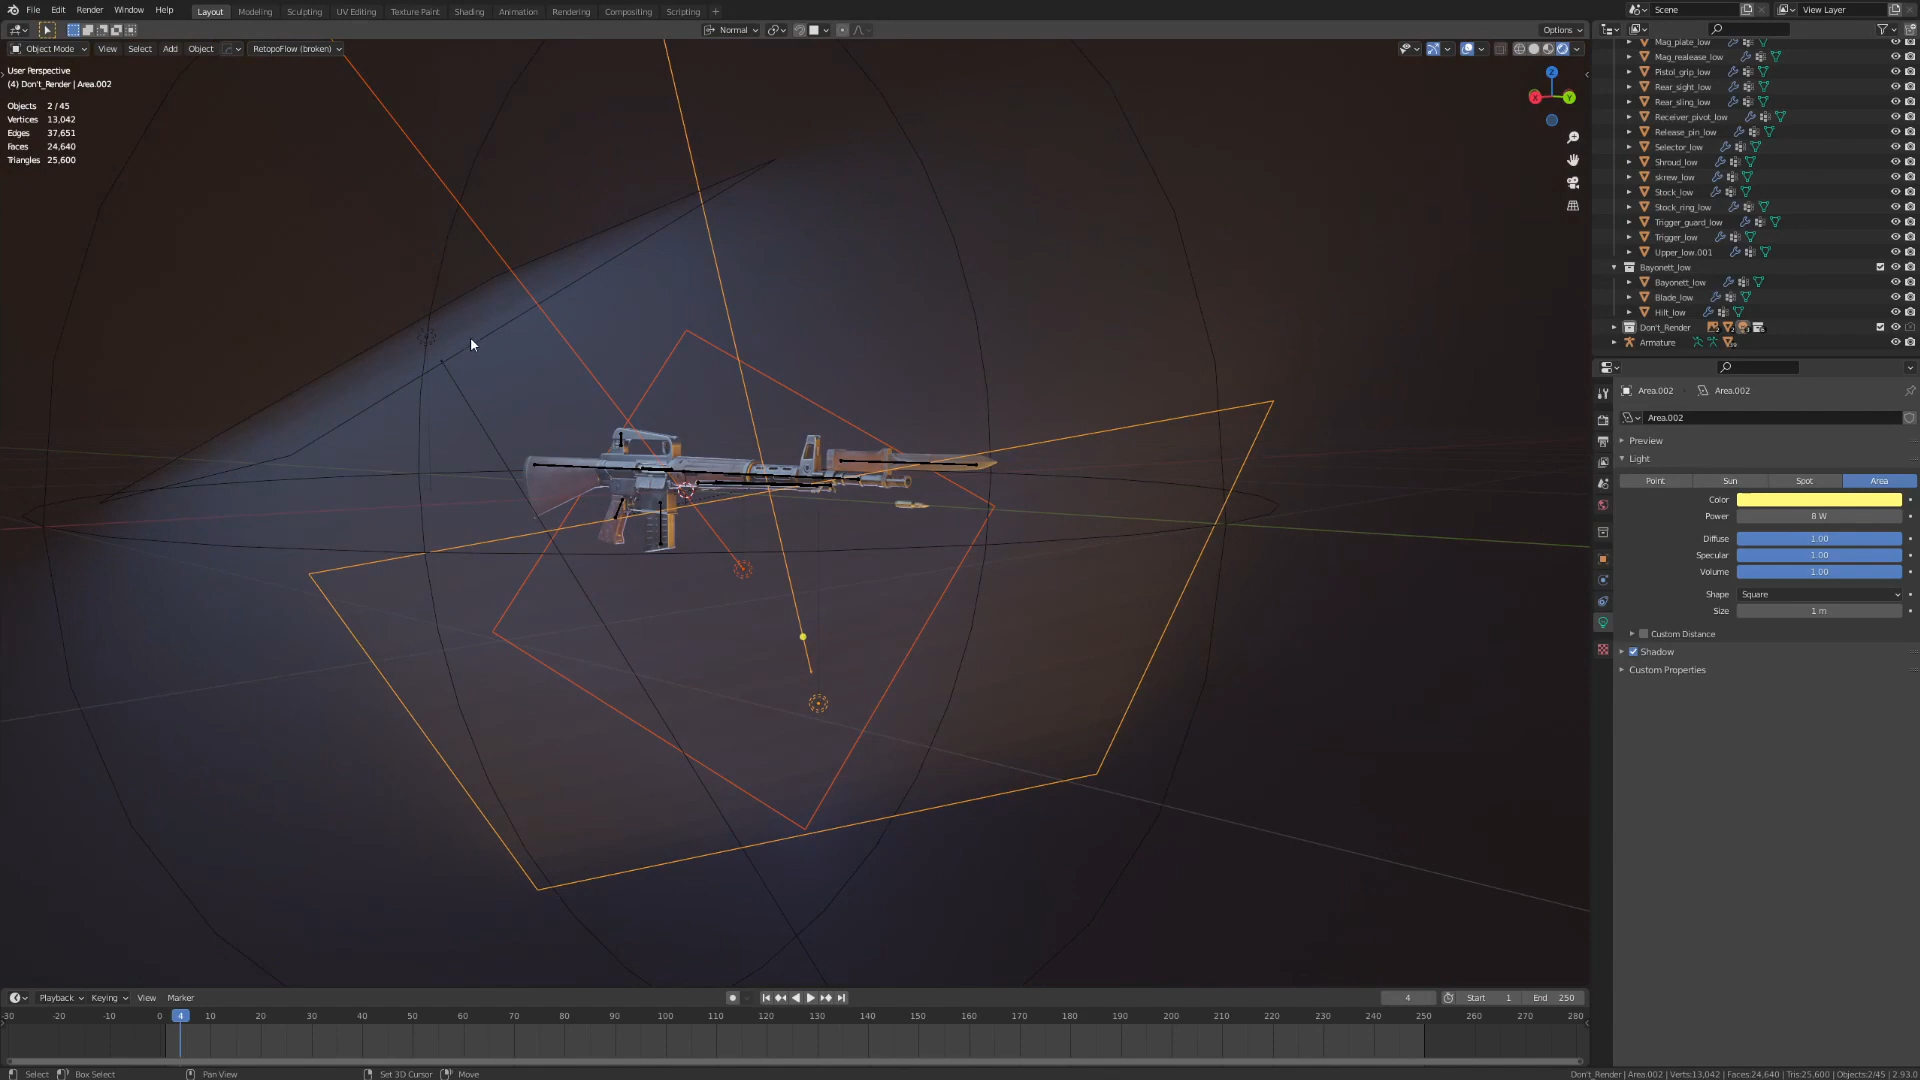 File Edit Render Window Help Layout Modeling Sculpting UV Editing Texture Paint Shading Animation Rendering Compositing Scripting + Scene View Layer
Normal Options
Object Mode View Select Add Object RetopoFlow (broken)
User Perspective
(4) Don't_Render | Area.002
Objects 2 / 45
Vertices 13,042
Edges 37,651
Faces 24,640
Triangles 25,600
Z
X Y
Mag_plate_low
Mag_realease_low
Pistol_grip_low
Rear_sight_low
Rear_sling_low
Receiver_pivot_low
Release_pin_low
Selector_low
Shroud_low
skrew_low
Stock_low
Stock_ring_low
Trigger_guard_low
Trigger_low
Upper_low.001
Bayonett_low
Bayonett_low
Blade_low
Hilt_low
Don't_Render
Armature
Area.002 Area.002
Area.002
Preview
Light
Point Sun Spot Area
Color
Power 8 W
Diffuse 1.00
Specular 1.00
Volume 1.00
Shape Square
Size 1 m
Custom Distance
Shadow
Custom Properties
Playback Keying View Marker 4 Start 1 End 250
-30 -20 -10 0 4 10 20 30 40 50 60 70 80 90 100 110 120 130 140 150 160 170 180 190 200 210 220 230 240 250 260 270 280
Select Box Select Pan View Set 3D Cursor Move Don't_Render | Area.002 | Verts:13,042 | Faces:24,640 | Tris:25,600 | Objects:2/45 | 2.93.0